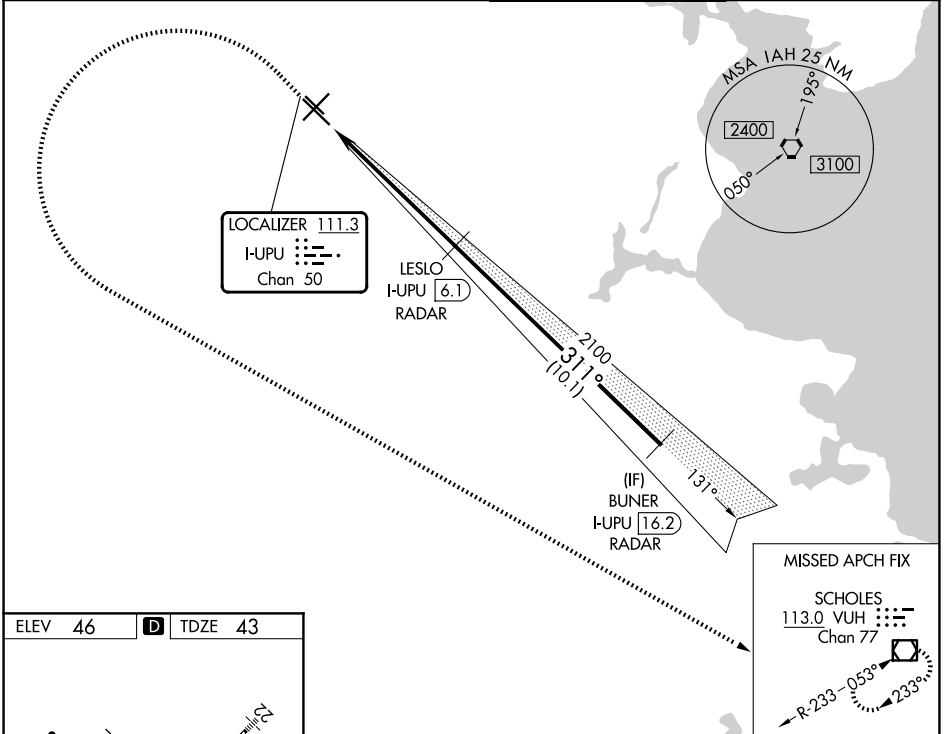 MSA IAH 25 NM
195°
2400
3100
050°
LOCALIZER 111.3
I-UPU
Chan 50
LESLO
I-UPU 6.1
RADAR
2100
311°
(10.1)
131°
(IF)
BUNER
I-UPU 16.2
RADAR
MISSED APCH FIX
SCHOLES
113.0 VUH
Chan 77
R-233
053°
233°
ELEV 46 D TDZE 43
22